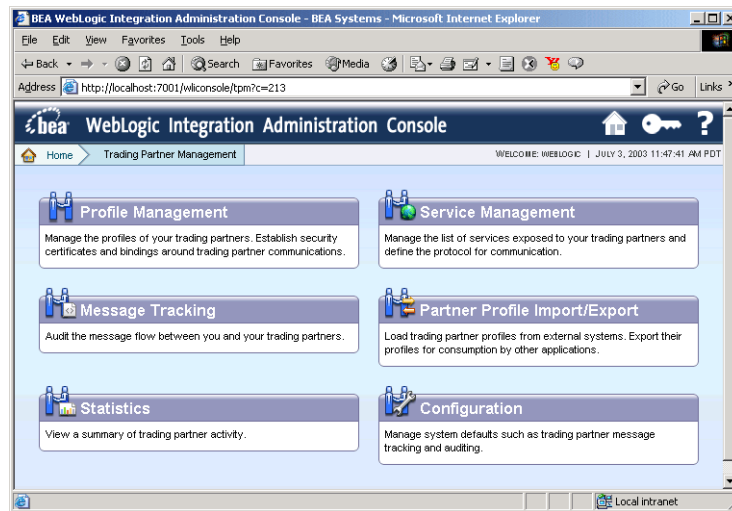 BEA WebLogic Integration Administration Console - BEA Systems - Microsoft Internet Explorer
File Edit View Favorites Tools Help
Back Search Favorites Media
Address http://localhost:7001/wliconsole/tpm?c=213 Go Links »
bea WebLogic Integration Administration Console ?
Home Trading Partner Management WELCOME: WEBLOGIC | JULY 3, 2003 11:47:41 AM PDT
Profile Management
Manage the profiles of your trading partners. Establish security
certificates and bindings around trading partner communications.
Service Management
Manage the list of services exposed to your trading partners and
define the protocol for communication.
Message Tracking
Audit the message flow between you and your trading partners.
Partner Profile Import/Export
Load trading partner profiles from external systems. Export their
profiles for consumption by other applications.
Statistics
View a summary of trading partner activity.
Configuration
Manage system defaults such as trading partner message
tracking and auditing.
Local intranet